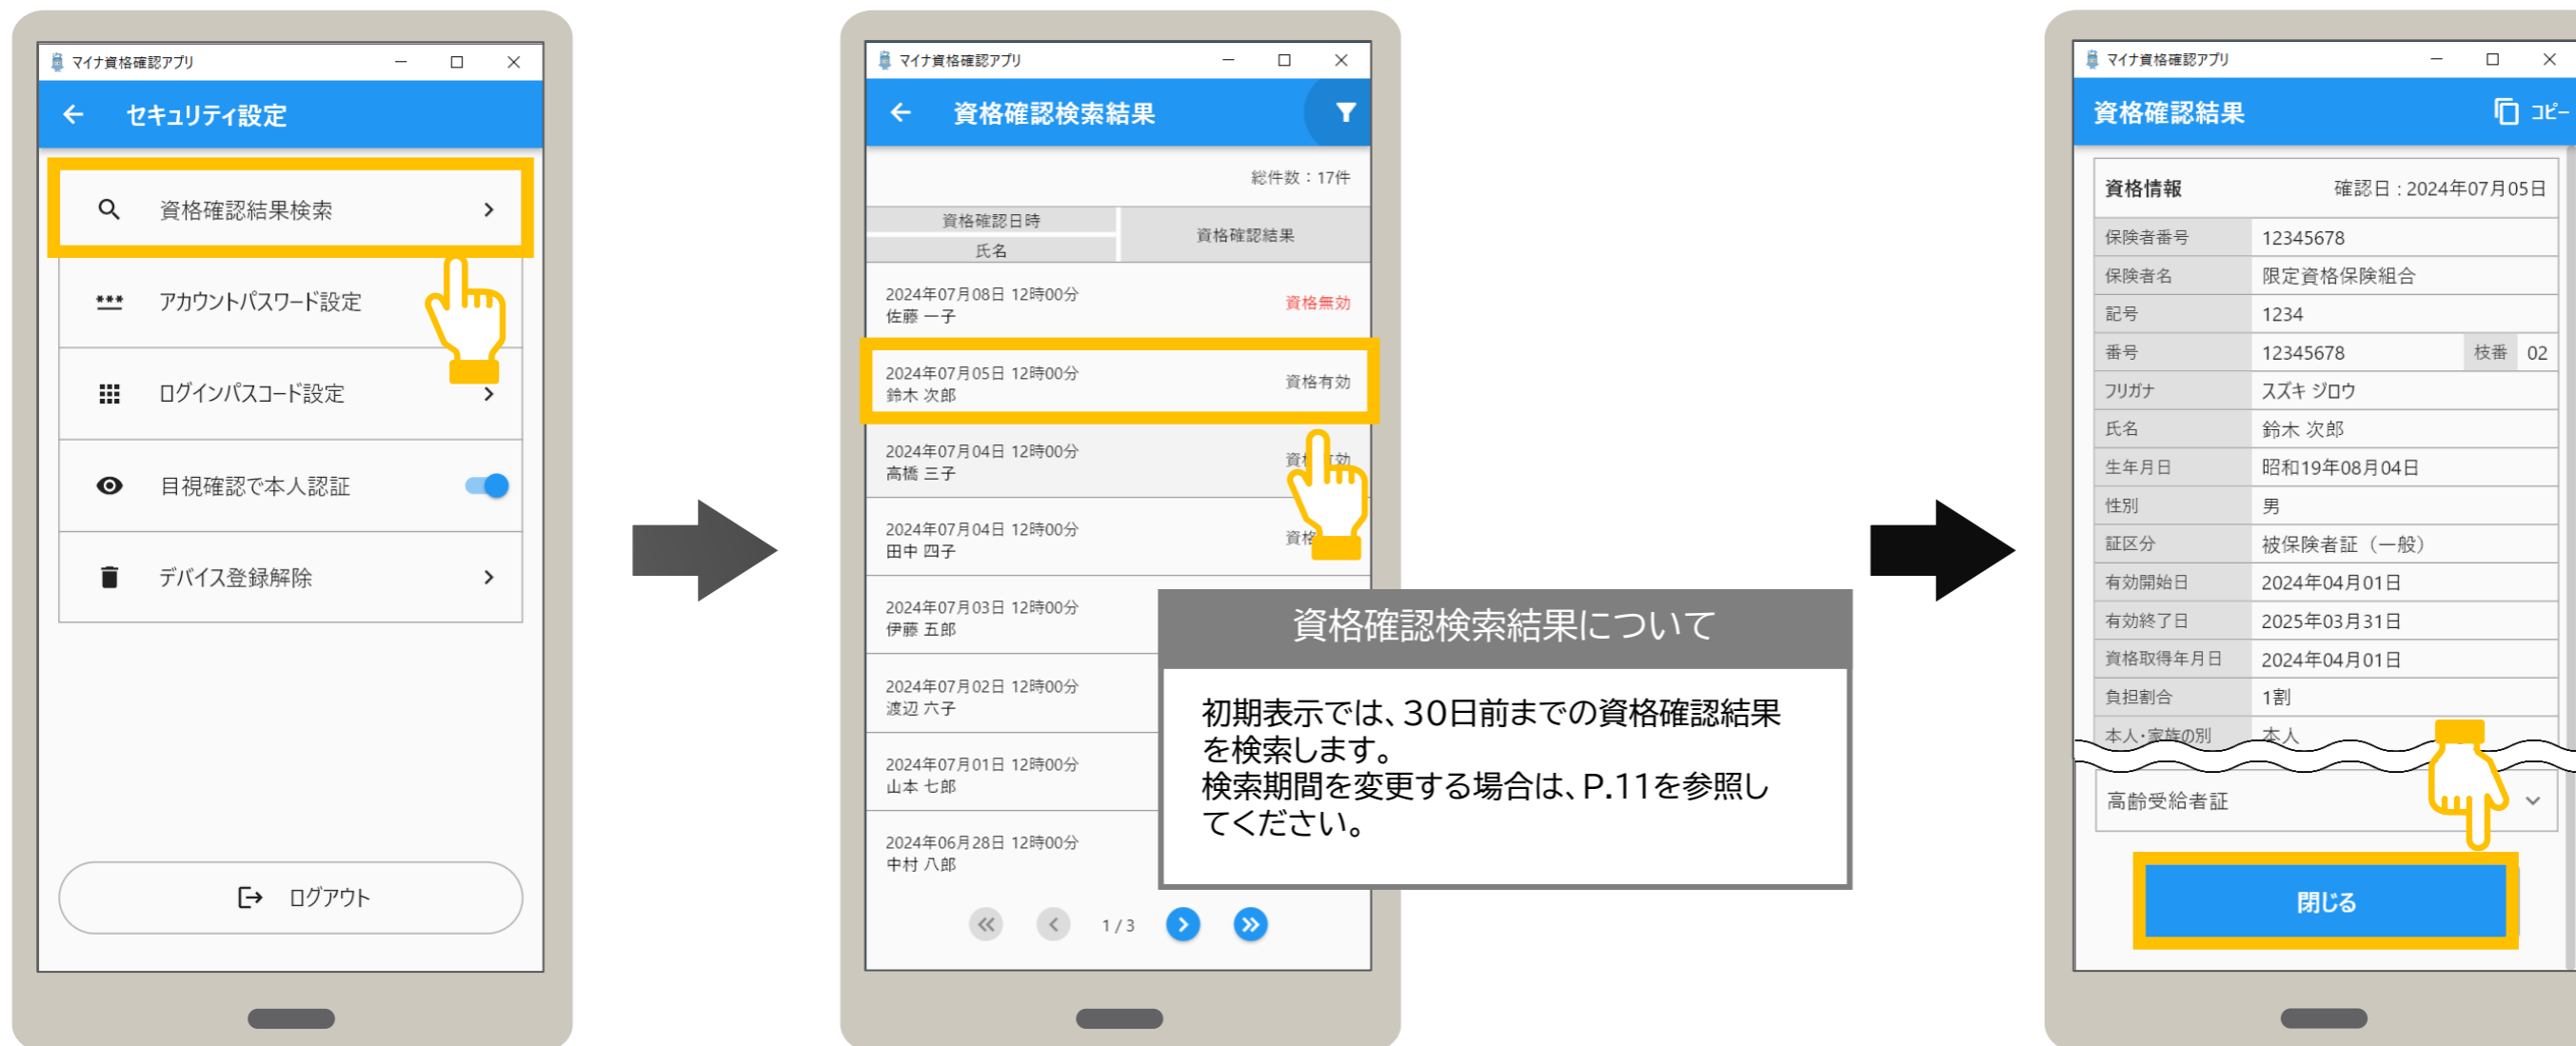 マイナ資格確認アプリ
セキュリティ設定
資格確認結果検索
アカウントパスワード設定
ログインパスコード設定
目視確認で本人認証
デバイス登録解除
ログアウト
マイナ資格確認アプリ
資格確認検索結果
総件数：17件
資格確認日時
氏名
資格確認結果
2024年07月08日 12時00分
佐藤 一子
資格無効
2024年07月05日 12時00分
鈴木 次郎
資格有効
2024年07月04日 12時00分
高橋 三子
2024年07月04日 12時00分
田中 四子
2024年07月03日 12時00分
伊藤 五郎
2024年07月02日 12時00分
渡辺 六子
2024年07月01日 12時00分
山本 七郎
2024年06月28日 12時00分
中村 八郎
1 / 3
資格確認検索結果について
初期表示では、30日前までの資格確認結果
を検索します。
検索期間を変更する場合は、P.11を参照し
てください。
マイナ資格確認アプリ
資格確認結果 コピー
資格情報 確認日 : 2024年07月05日
保険者番号 12345678
保険者名 限定資格保険組合
記号 1234
番号 12345678 枝番 02
フリガナ スズキ ジロウ
氏名 鈴木 次郎
生年月日 昭和19年08月04日
性別 男
証区分 被保険者証（一般）
有効開始日 2024年04月01日
有効終了日 2025年03月31日
資格取得年月日 2024年04月01日
負担割合 1割
本人・家族の別 本人
高齢受給者証
閉じる